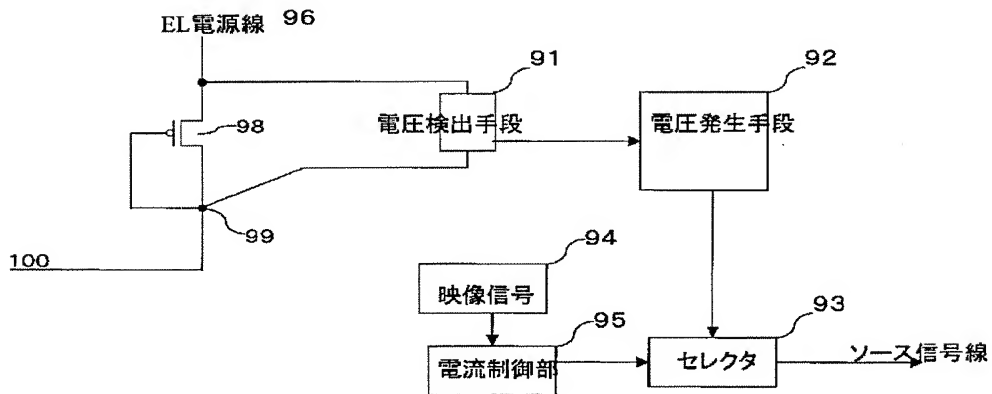 EL電源線 96
91
92
電圧検出手段
電圧発生手段
98
99
100
94
映像信号
95
93
電流制御部
セレクタ
ソース信号線